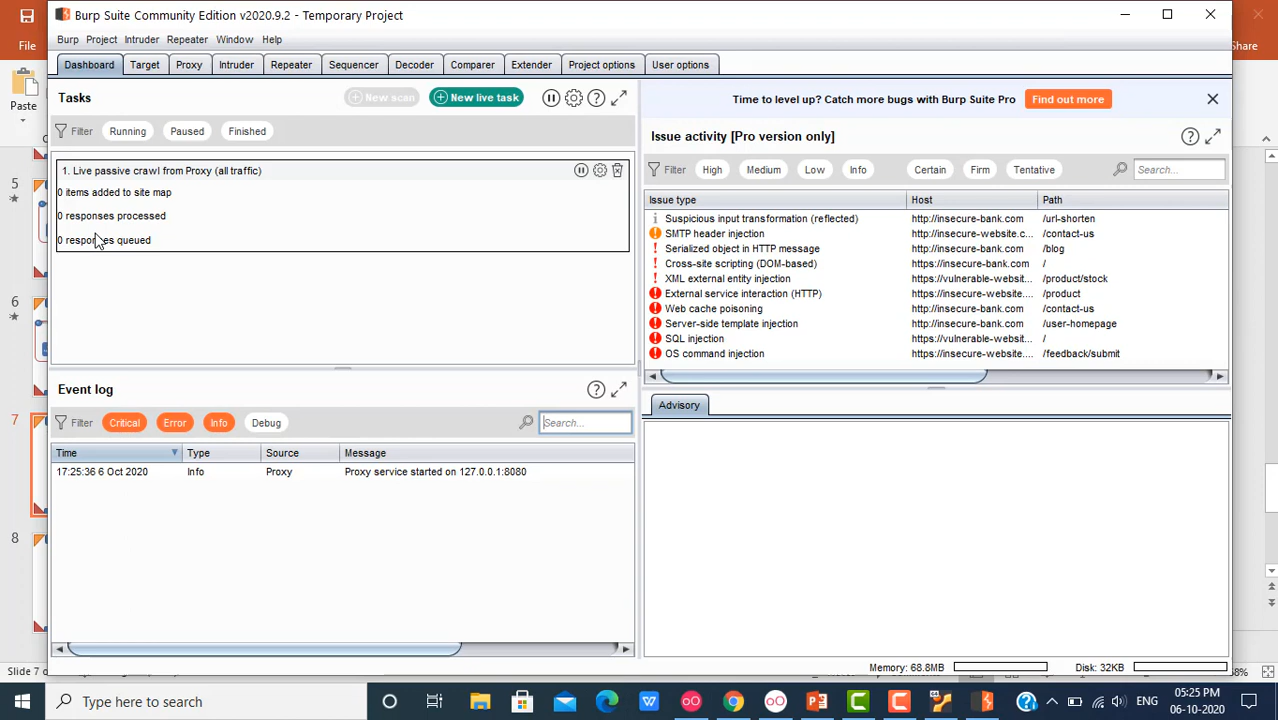 Burp Suite Community Edition v2020.9.2 - Temporary Project
File
Share
Burp Project Intruder Repeater Window Help
Dashboard Target Proxy Intruder Repeater Sequencer Decoder Comparer Extender Project options User options
Paste
Tasks
New scan
New live task
Filter Running Paused Finished
1. Live passive crawl from Proxy (all traffic)
0 items added to site map
0 responses processed
0 responses queued
Time to level up? Catch more bugs with Burp Suite Pro
Find out more
Issue activity [Pro version only]
Filter High Medium Low Info Certain Firm Tentative Search...
Issue type Host Path
Suspicious input transformation (reflected) http://insecure-bank.com /url-shorten
SMTP header injection http://insecure-website.c... /contact-us
Serialized object in HTTP message http://insecure-bank.com /blog
Cross-site scripting (DOM-based) https://insecure-bank.com /
XML external entity injection https://vulnerable-website... /product/stock
External service interaction (HTTP) https://insecure-website.... /product
Web cache poisoning http://insecure-bank.com /contact-us
Server-side template injection http://insecure-bank.com /user-homepage
SQL injection https://vulnerable-website... /
OS command injection https://insecure-website.... /feedback/submit
Event log
Filter Critical Error Info Debug Search...
Time Type Source Message
17:25:36 6 Oct 2020 Info Proxy Proxy service started on 127.0.0.1:8080
Advisory
Memory: 68.8MB Disk: 32KB
5
6
7
8
Slide 7 o
8%
Type here to search
ENG
05:25 PM
06-10-2020